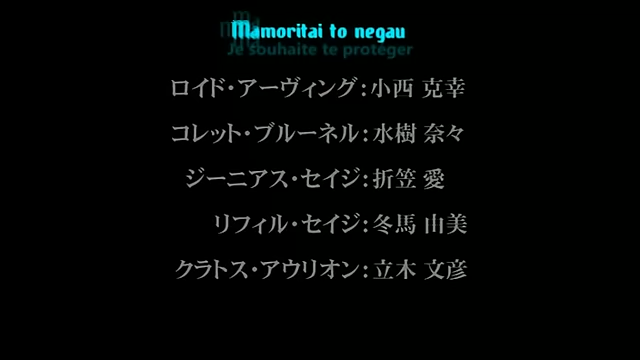 Mamoritai to negau
Je souhaite te protéger
ロイド・アーヴィング:小西 克幸
コレット・ブルーネル:水樹 奈々
ジーニアス・セイジ:折笠 愛
リフィル・セイジ:冬馬 由美
クラトス・アウリオン:立木 文彦